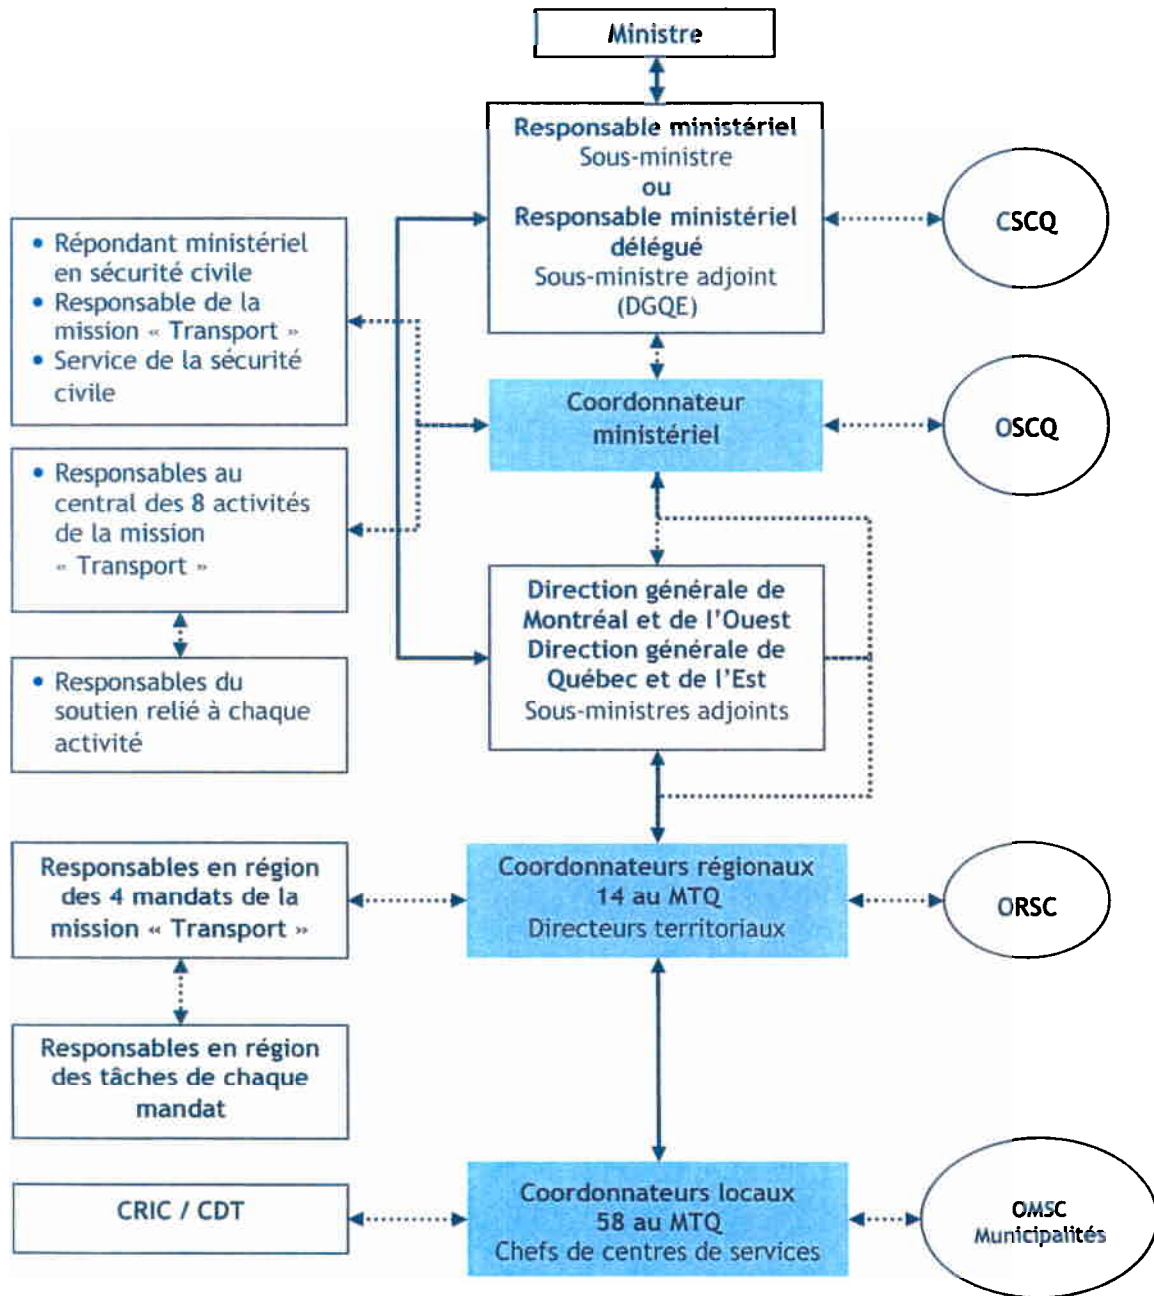 Ministre
Responsable ministériel
Sous-ministre
ou
Responsable ministériel
délégué
Sous-ministre adjoint
(DGQE)
CSCQ
• Répondant ministériel
en sécurité civile
• Responsable de la
mission « Transport »
• Service de la sécurité
civile
Coordonnateur
ministériel
OSCQ
• Responsables au
central des 8 activités
de la mission
« Transport »
Direction générale de
Montréal et de l'Ouest
Direction générale de
Québec et de l'Est
Sous-ministres adjoints
• Responsables du
soutien relié à chaque
activité
Responsables en région
des 4 mandats de la
mission « Transport »
Coordonnateurs régionaux
14 au MTQ
Directeurs territoriaux
ORSC
Responsables en région
des tâches de chaque
mandat
CRIC / CDT
Coordonnateurs locaux
58 au MTQ
Chefs de centres de services
OMSC
Municipalités